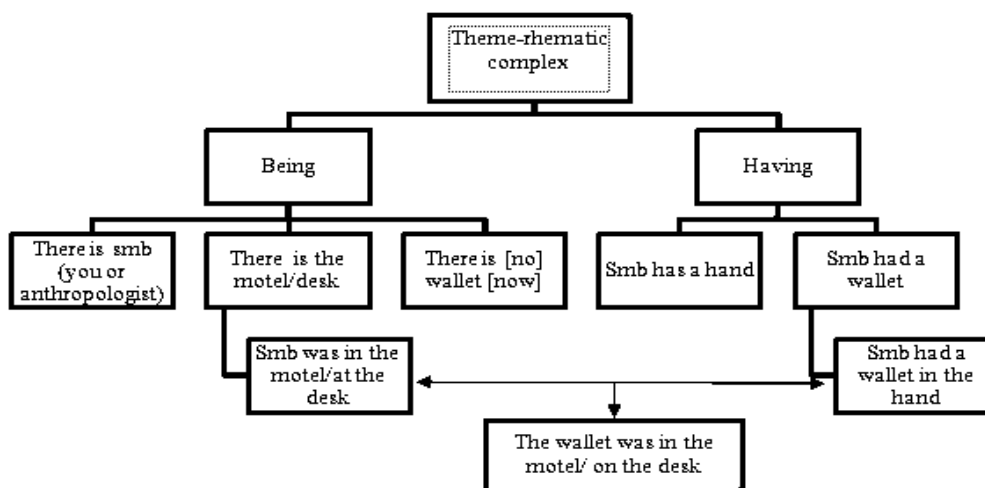 Theme-rhematic
complex
Being
Having
There is smb
(you or
anthropologist)
There is the
motel/desk
There is [no]
wallet [now]
Smb has a hand
Smb had a
wallet
Smb was in the
motel/at the
desk
Smb had a
wallet in the
hand
The wallet was in the
motel/ on the desk